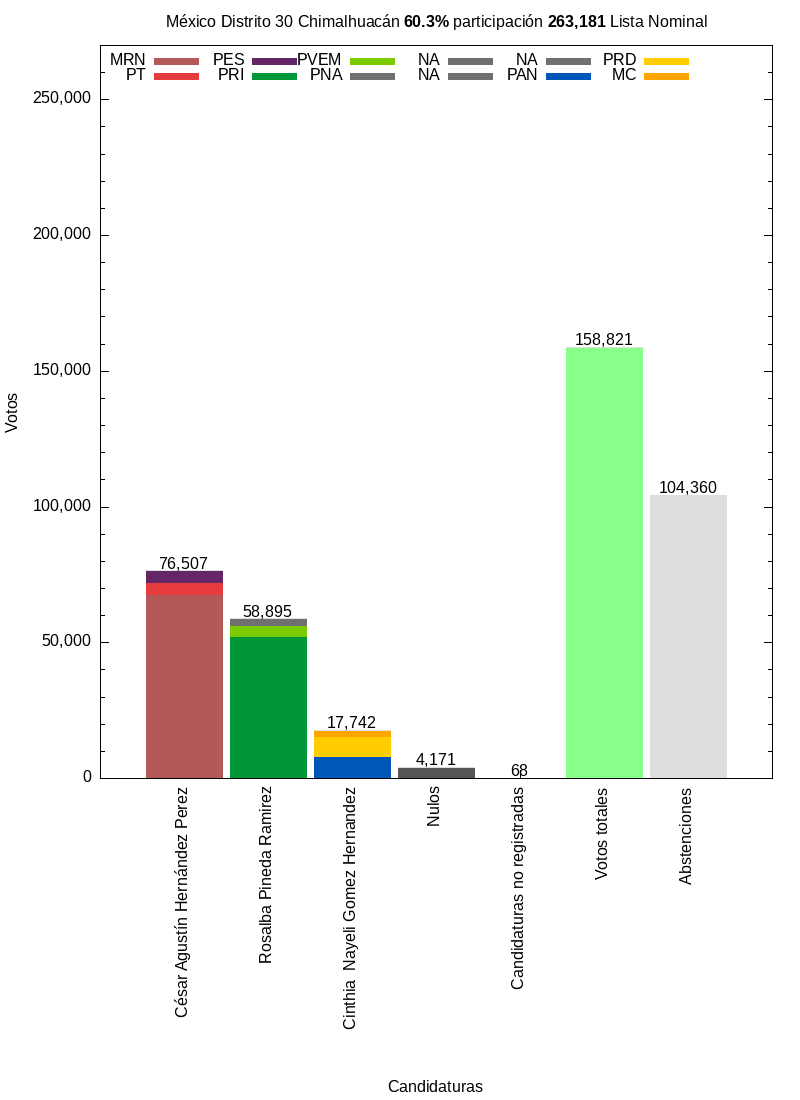 México Distrito 30 Chimalhuacán 60.3% participación 263,181 Lista Nominal
MRN PES PVEM NA NA PRD
PT PRI PNA NA PAN MC
250,000
200,000
150,000
100,000
50,000
0
Votos
76,507
58,895
17,742
4,171
68
158,821
104,360
César Agustín Hernández Perez
Rosalba Pineda Ramirez
Cinthia  Nayeli Gomez Hernandez
Nulos
Candidaturas no registradas
Votos totales
Abstenciones
Candidaturas